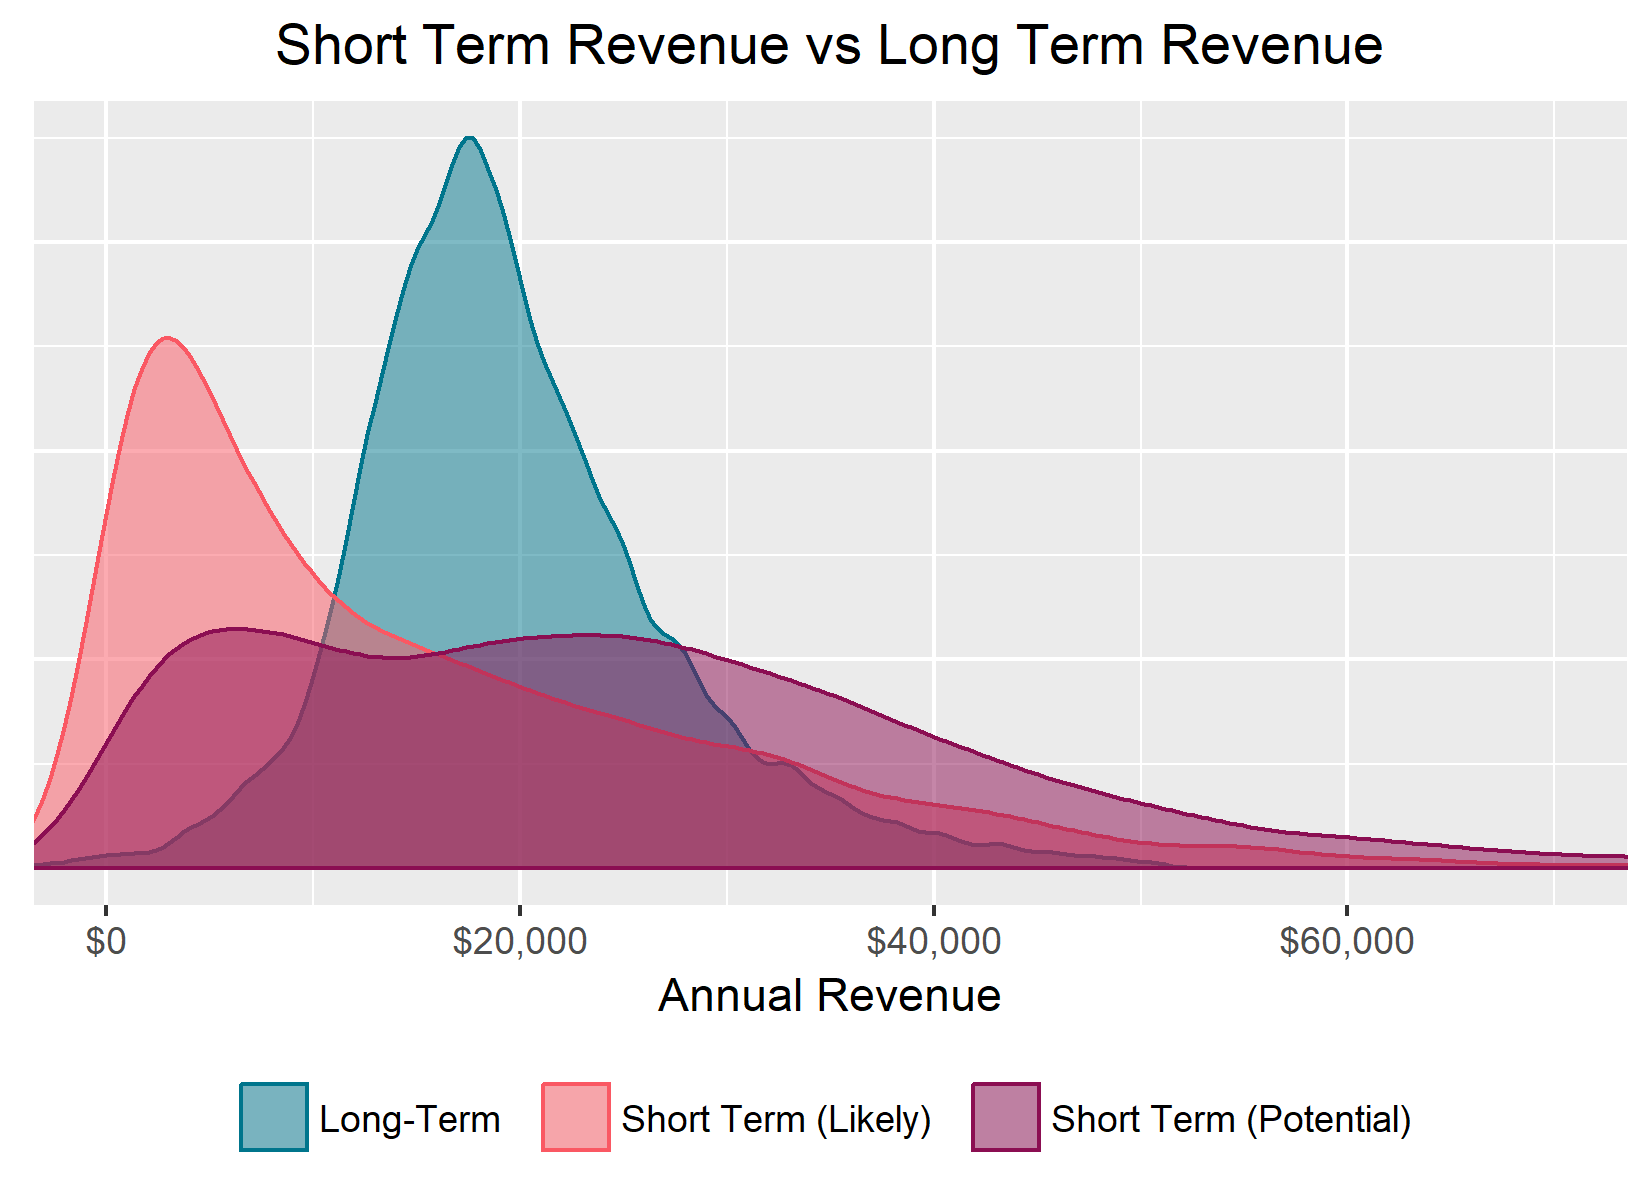 Short Term Revenue vs Long Term Revenue
$0 $20,000 $40,000 $60,000
Annual Revenue
Long-Term Short Term (Likely) Short Term (Potential)